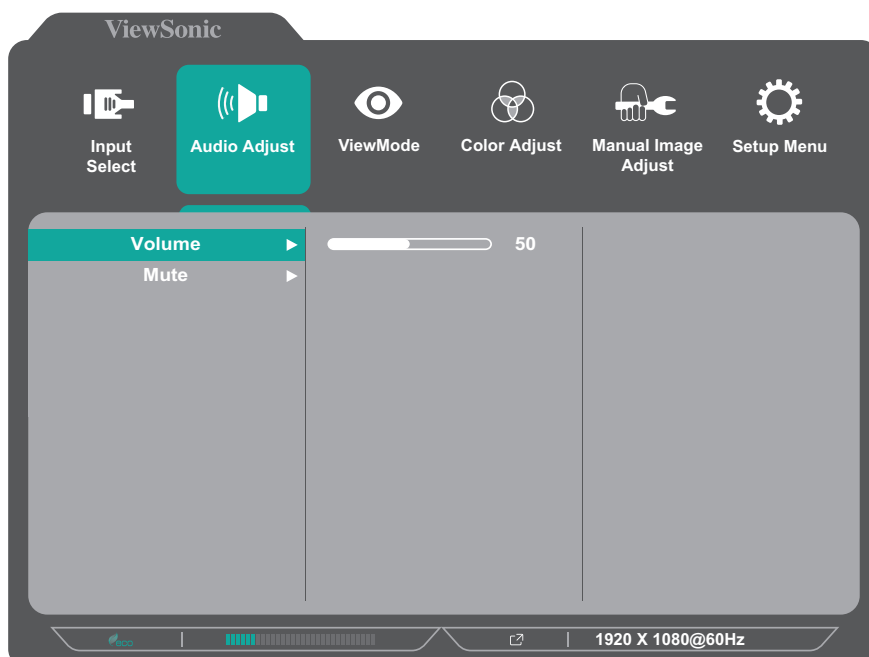 ViewSonic
Input
Select
Audio Adjust
ViewMode
Color Adjust
Manual Image
Adjust
Setup Menu
Volume
50
Mute
eco
1920 X 1080@60Hz